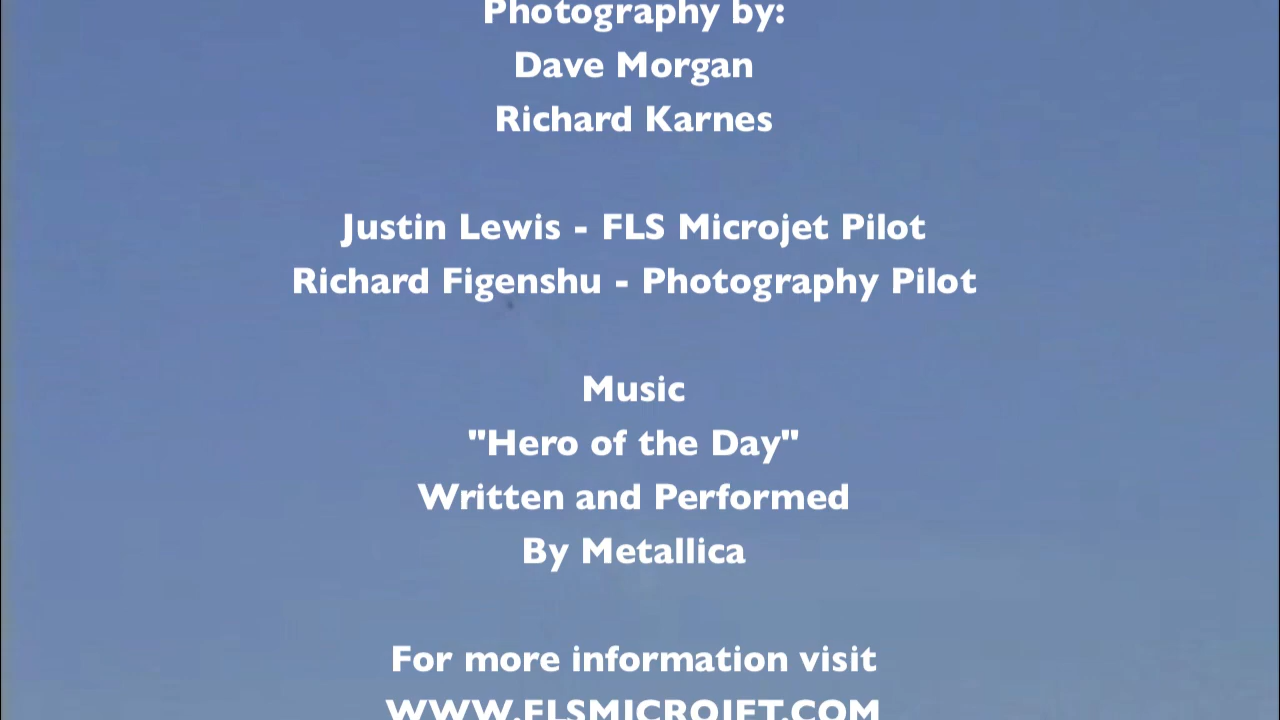 Photography by:
Dave Morgan
Richard Karnes
Justin Lewis - FLS Microjet Pilot
Richard Figenshu - Photography Pilot
Music
"Hero of the Day"
Written and Performed
By Metallica
For more information visit
WWW.FLSMICROJET.COM